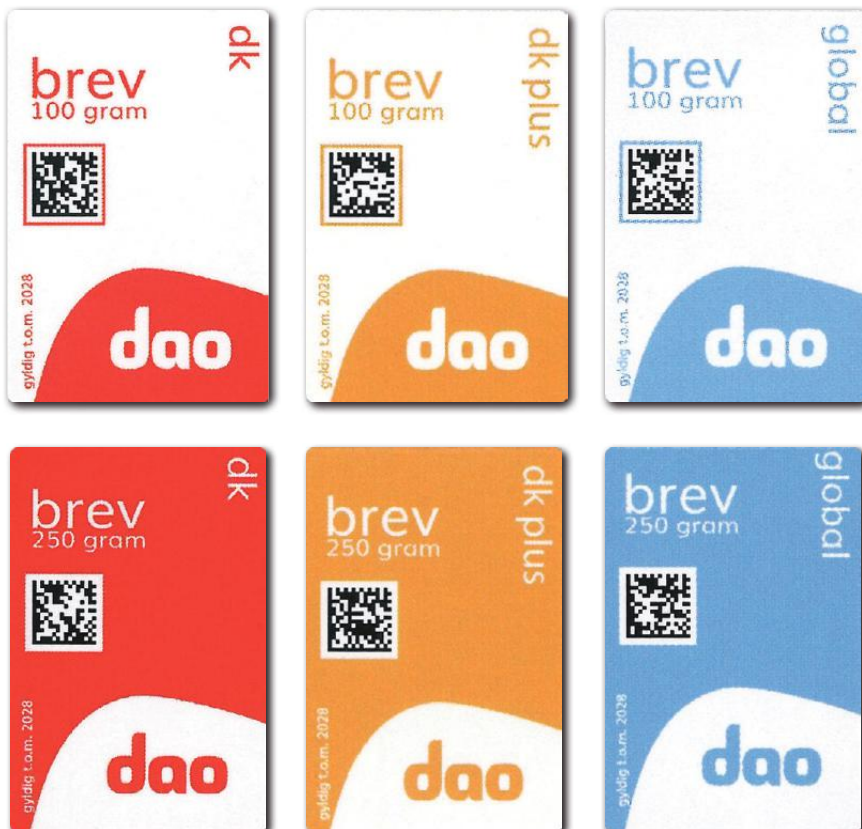 dk
brev
100 gram
gyldig t.o.m. 2028
dao
dk plus
brev
100 gram
gyldig t.o.m. 2028
dao
global
brev
100 gram
gyldig t.o.m. 2028
dao
dk
brev
250 gram
gyldig t.o.m. 2028
dao
dk plus
brev
250 gram
gyldig t.o.m. 2028
dao
global
brev
250 gram
gyldig t.o.m. 2028
dao